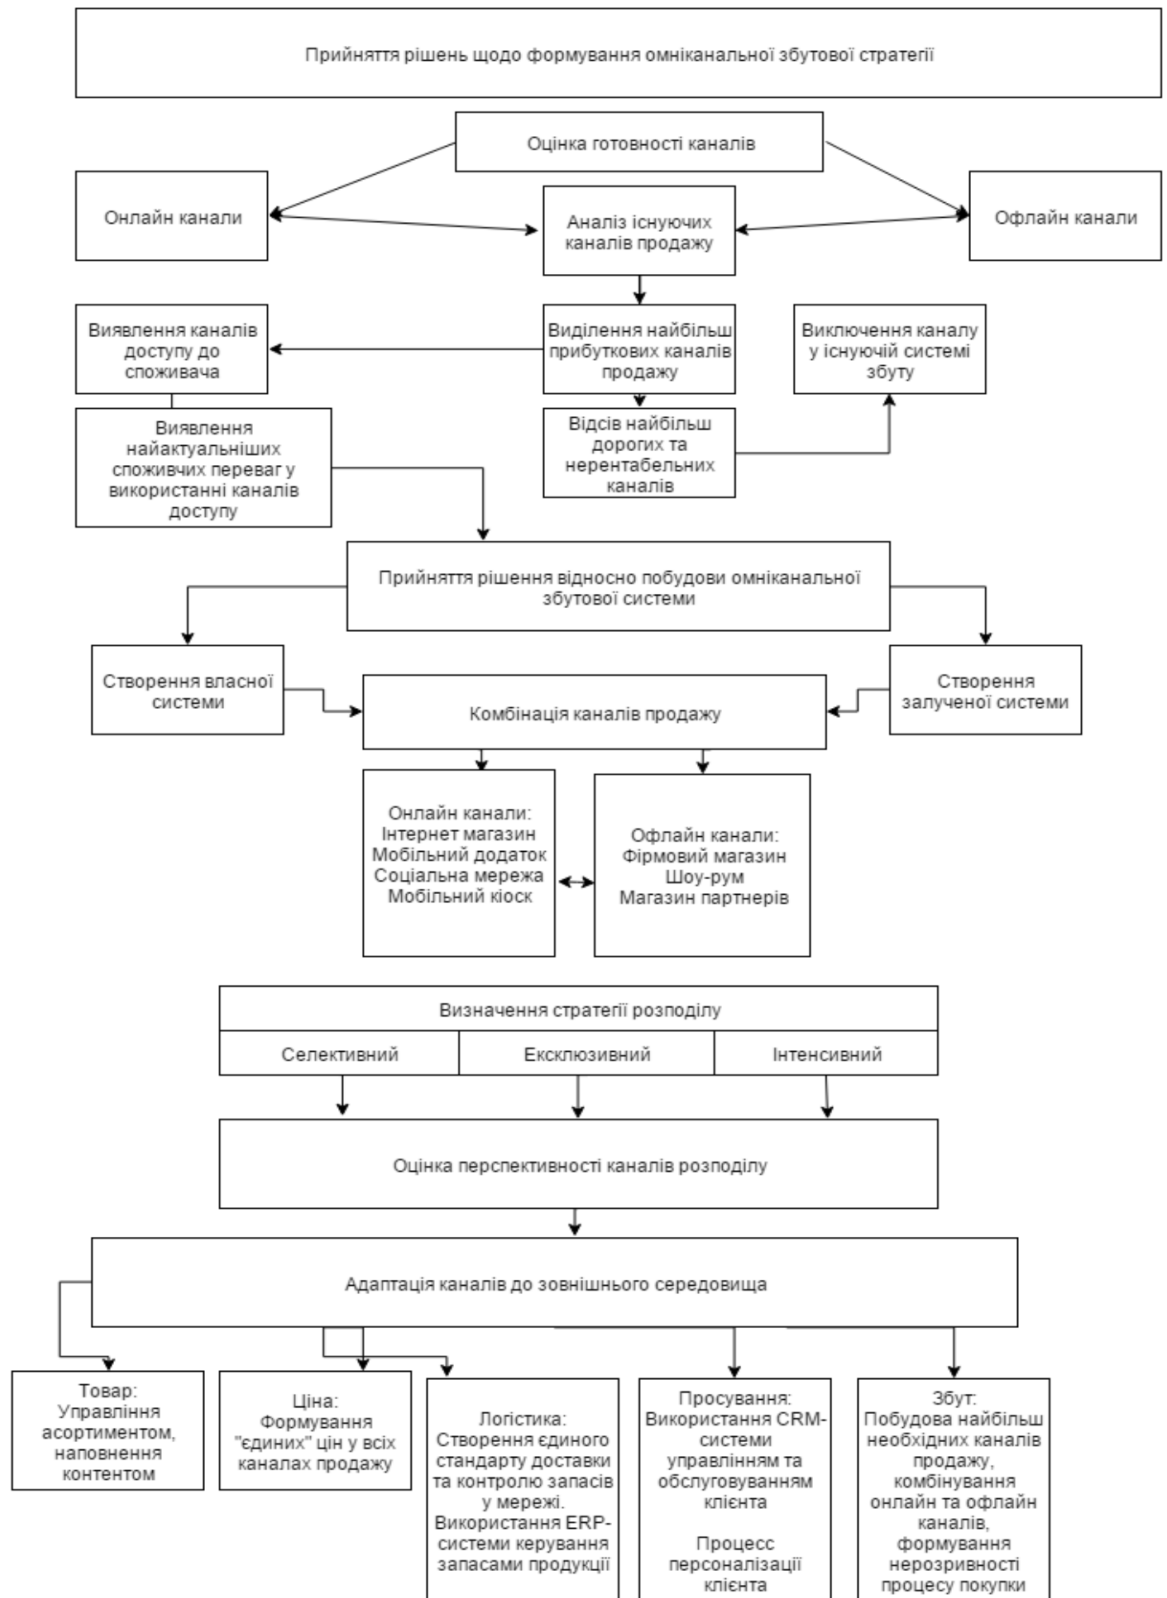 Прийняття рішень щодо формування омніканальної збутової стратегії
Оцінка готовності каналів
Онлайн канали
Аналіз існуючих
каналів продажу
Офлайн канали
Виявлення каналів
доступу до
споживача
Виділення найбільш
прибуткових каналів
продажу
Виключення каналу
у існуючій системі
збуту
Виявлення
найактуальніших
споживчих переваг у
використанні каналів
доступу
Відсів найбільш
дорогих та
нерентабельних
каналів
Прийняття рішення відносно побудови омніканальної
збутової системи
Створення власної
системи
Комбінація каналів продажу
Створення
залученої системи
Онлайн канали:
Інтернет магазин
Мобільний додаток
Соціальна мережа
Мобільний кіоск
Офлайн канали:
Фірмовий магазин
Шоу-рум
Магазин партнерів
Визначення стратегії розподілу
Селективний
Ексклюзивний
Інтенсивний
Оцінка перспективності каналів розподілу
Адаптація каналів до зовнішнього середовища
Товар:
Управління
асортиментом,
наповнення
контентом
Ціна:
Формування
"єдиних" цін у всіх
каналах продажу
Логістика:
Створення єдиного
стандарту доставки
та контролю запасів
у мережі.
Використання ERP-
системи керування
запасами продукції
Просування:
Використання CRM-
системи
управлінням та
обслуговуванням
клієнта
Процесс
персоналізації
клієнта
Збут:
Побудова найбільш
необхідних каналів
продажу,
комбінування
онлайн та офлайн
каналів,
формування
нерозривності
процесу покупки